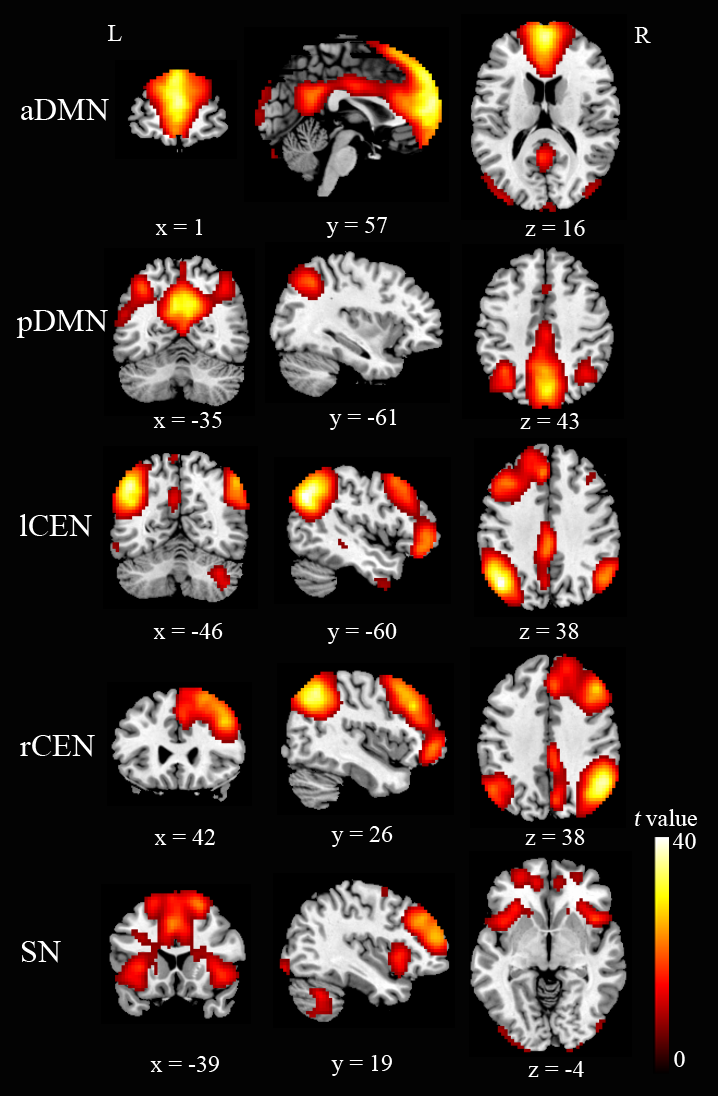 L
R
aDMN
x = 1
y = 57
z = 16
pDMN
x = -35
y = -61
z = 43
lCEN
x = -46
y = -60
z = 38
rCEN
x = 42
y = 26
z = 38
t value
40
SN
0
x = -39
y = 19
z = -4